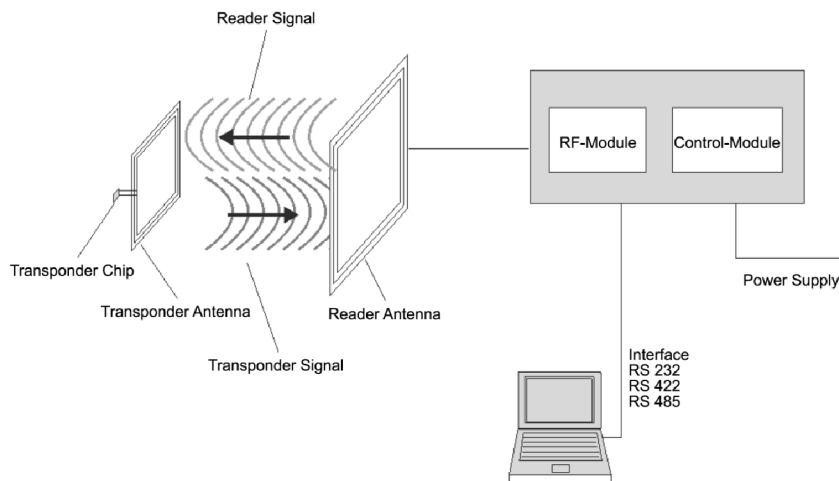 Reader Signal
RF-Module
Control-Module
Transponder Chip
Power Supply
Transponder Antenna
Reader Antenna
Transponder Signal
Interface
RS 232
RS 422
RS 485